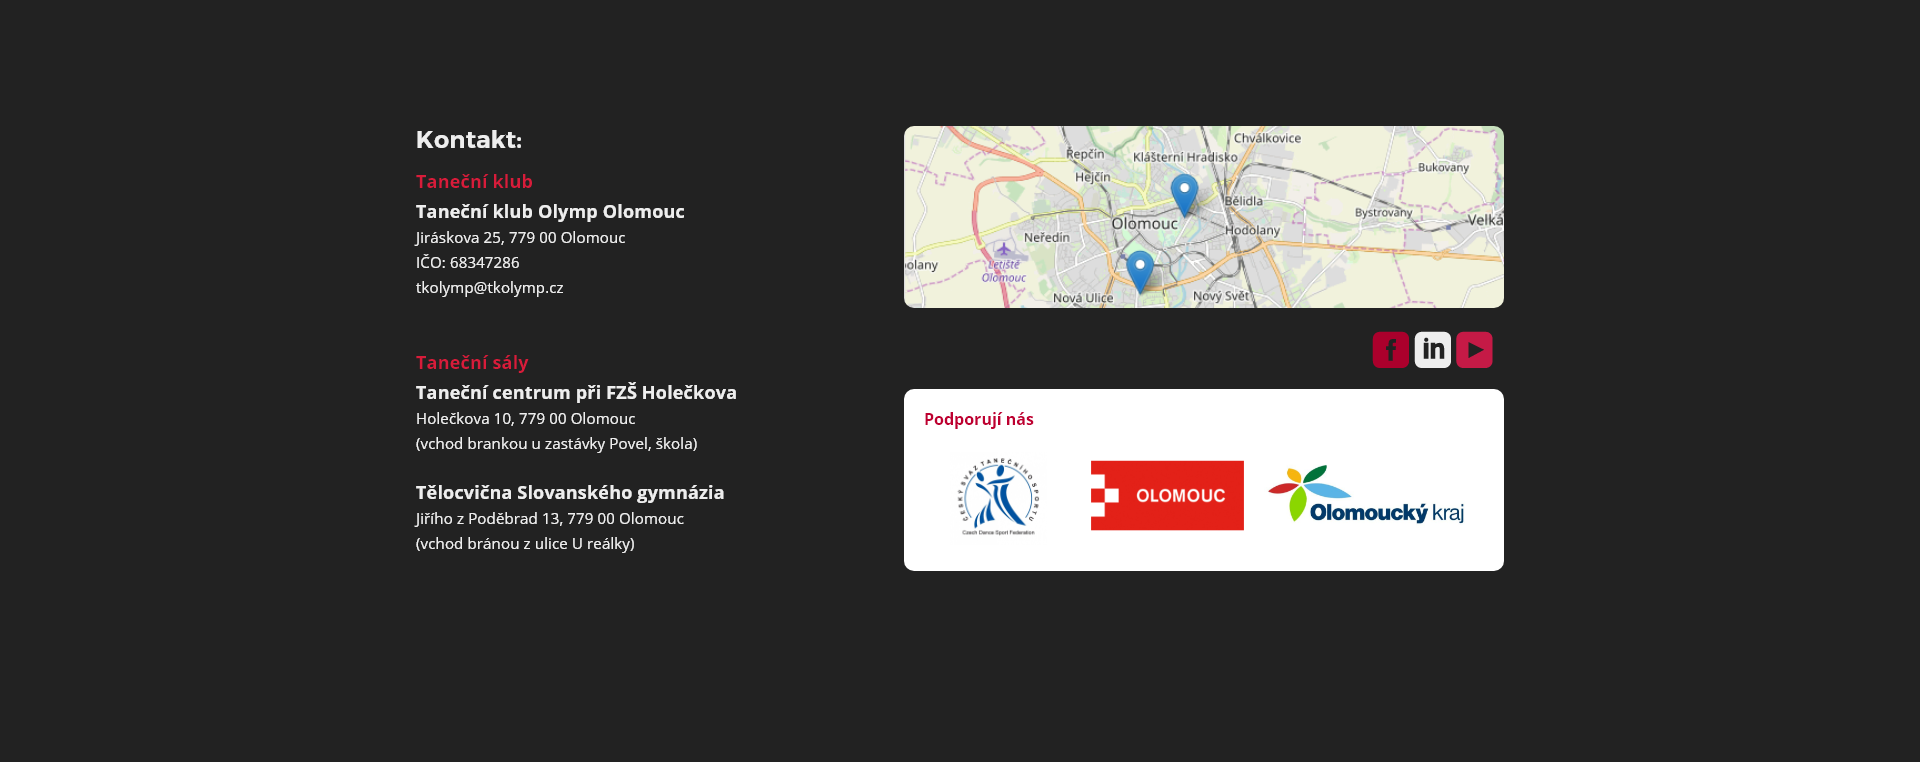 Kontakt:
Taneční klub
Taneční klub Olymp Olomouc
Jiráskova 25, 779 00 Olomouc
IČO: 68347286
tkolymp@tkolymp.cz
Taneční sály
Taneční centrum při FZŠ Holečkova
Holečkova 10, 779 00 Olomouc
(vchod brankou u zastávky Povel, škola)
Tělocvična Slovanského gymnázia
Jiřího z Poděbrad 13, 779 00 Olomouc
(vchod bránou z ulice U reálky)
Chválkovice
Řepčín
Klášterní Hradisko
Bukovany
Hejčín
Bělidla
Bystrovany
Velká
Olomouc
Hodolany
Neředín
olany
Letiště
Olomouc
Nová Ulice
Nový Svět
f
in
Podporují nás
ČESKÝ SVAZ TANEČNÍHO SPORTU
Czech Dance Sport Federation
OLOMOUC
Olomoucký kraj